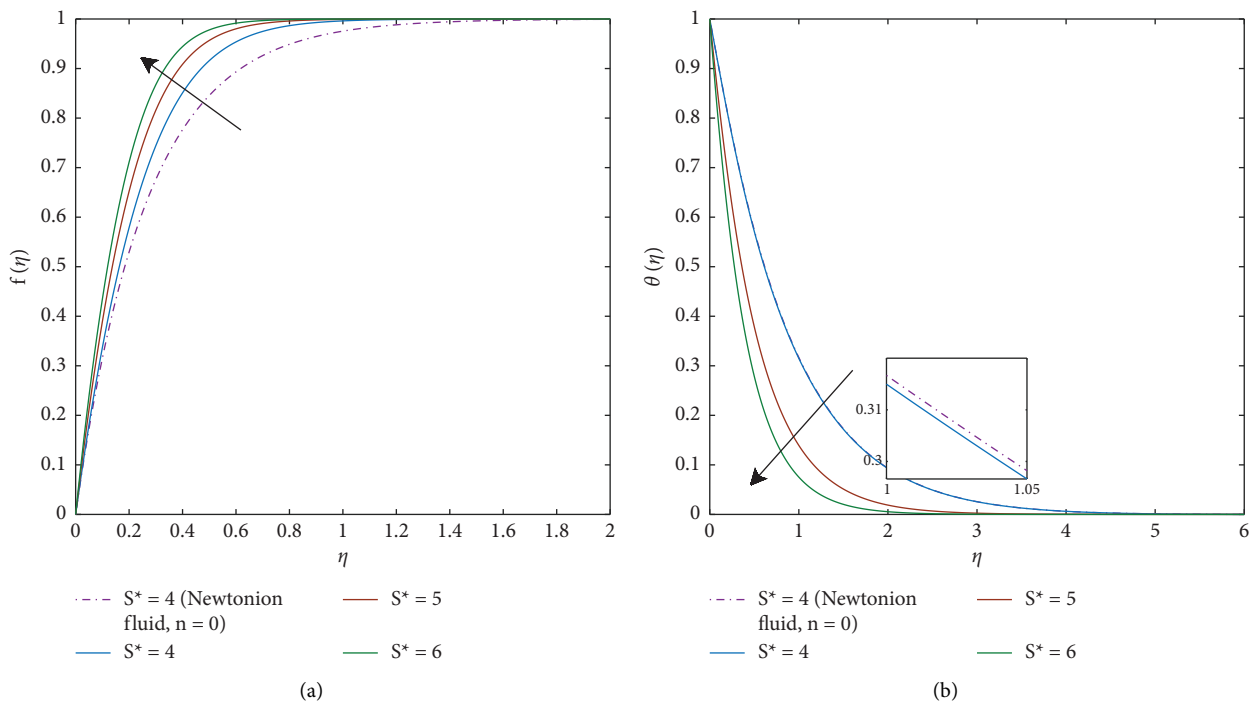 1
0.9
0.8
0.7
0.6
0.5
0.4
0.3
0.2
0.1
0
f (η)
0 0.2 0.4 0.6 0.8 1 1.2 1.4 1.6 1.8 2
η
S* = 4 (Newtonion
fluid, n = 0)
S* = 4
S* = 5
S* = 6
(a)
1
0.9
0.8
0.7
0.6
0.5
0.4
0.3
0.2
0.1
0
θ (η)
0.31
0.3
1 1.05
0 1 2 3 4 5 6
η
S* = 4 (Newtonion
fluid, n = 0)
S* = 4
S* = 5
S* = 6
(b)